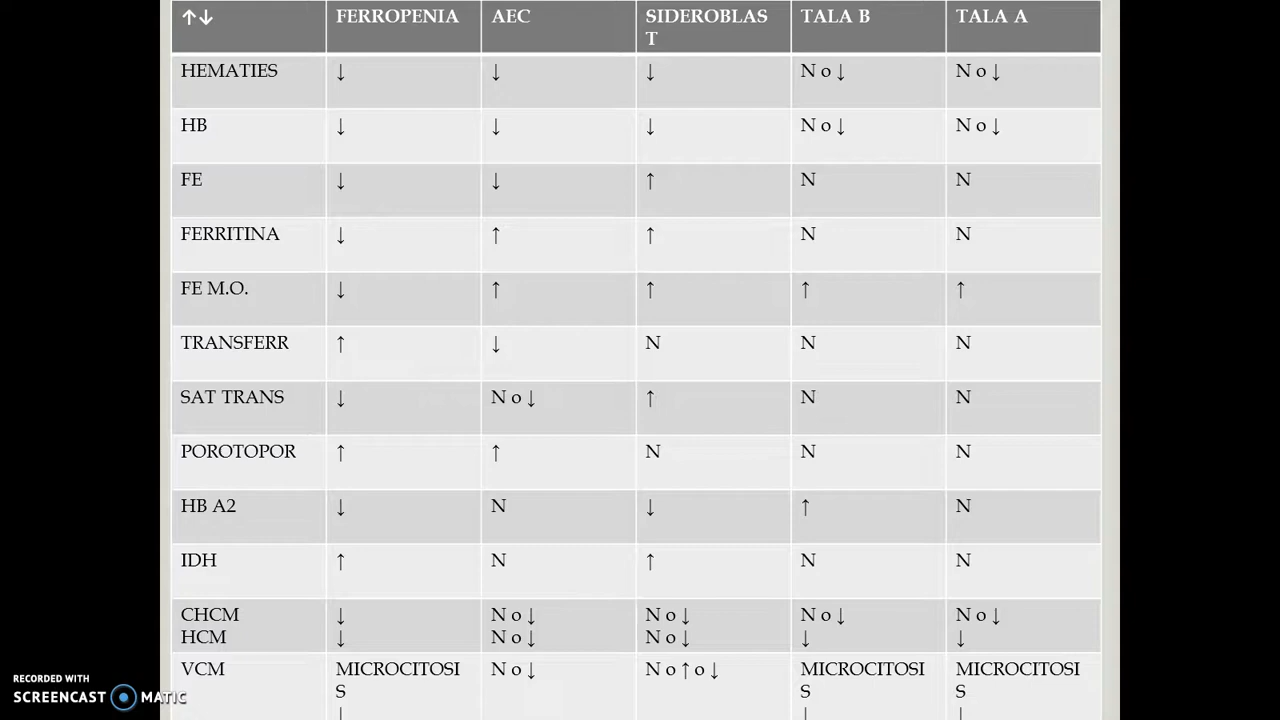 ↑↓ FERROPENIA AEC SIDEROBLAS TALA B TALA A
T
HEMATIES ↓ ↓ ↓ N o ↓ N o ↓
HB ↓ ↓ ↓ N o ↓ N o ↓
FE ↓ ↓ ↑ N N
FERRITINA ↓ ↑ ↑ N N
FE M.O. ↓ ↑ ↑ ↑ ↑
TRANSFERR ↑ ↓ N N N
SAT TRANS ↓ N o ↓ ↑ N N
POROTOPOR ↑ ↑ N N N
HB A2 ↓ N ↓ ↑ N
IDH ↑ N ↑ N N
CHCM ↓ N o ↓ N o ↓ N o ↓ N o ↓
HCM ↓ N o ↓ N o ↓ ↓ ↓
VCM MICROCITOSI N o ↓ N o ↑ o ↓ MICROCITOSI MICROCITOSI
S S S
↓ ↓ ↓
RECORDED WITH
SCREENCAST MATIC